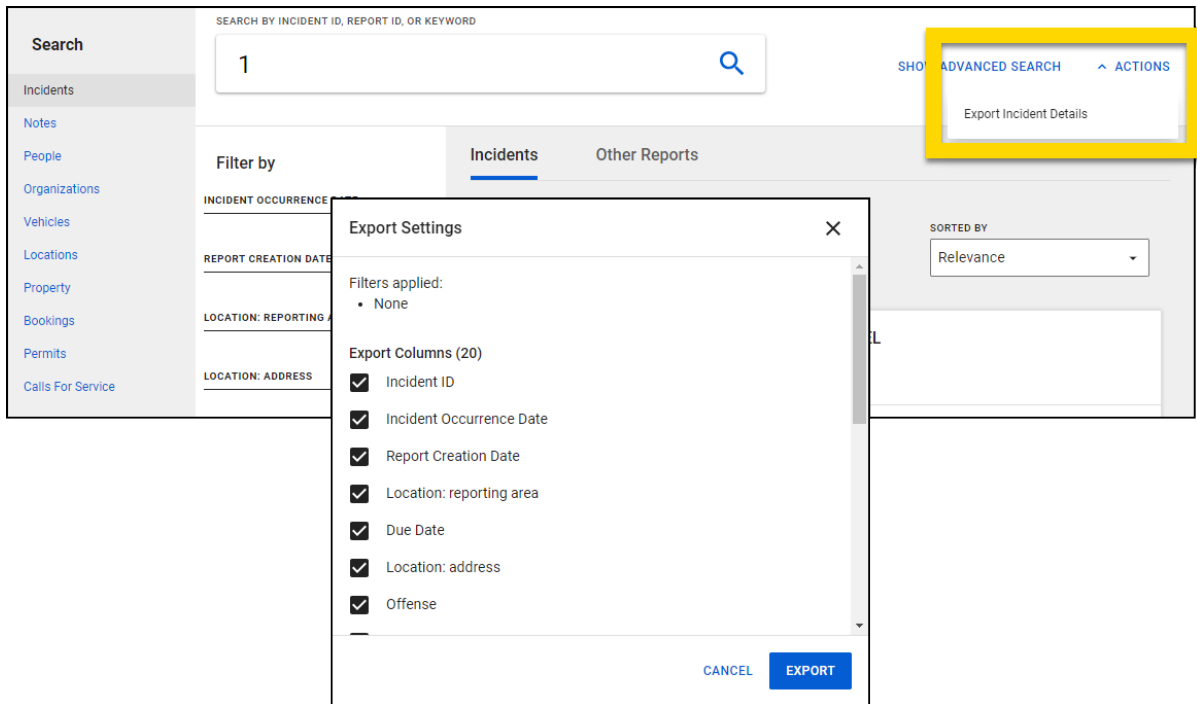 Search
Incidents
Notes
People
Organizations
Vehicles
Locations
Property
Bookings
Permits
Calls For Service
SEARCH BY INCIDENT ID, REPORT ID, OR KEYWORD
1
ADVANCED SEARCH
ACTIONS
Export Incident Details
Filter by
INCIDENT OCCURRENCE
REPORT CREATION DATE
LOCATION: REPORTING
LOCATION: ADDRESS
Incidents
Other Reports
SORTED BY
Relevance
Export Settings
Filters applied:
• None
Export Columns (20)
Incident ID
Incident Occurrence Date
Report Creation Date
Location: reporting area
Due Date
Location: address
Offense
CANCEL
EXPORT